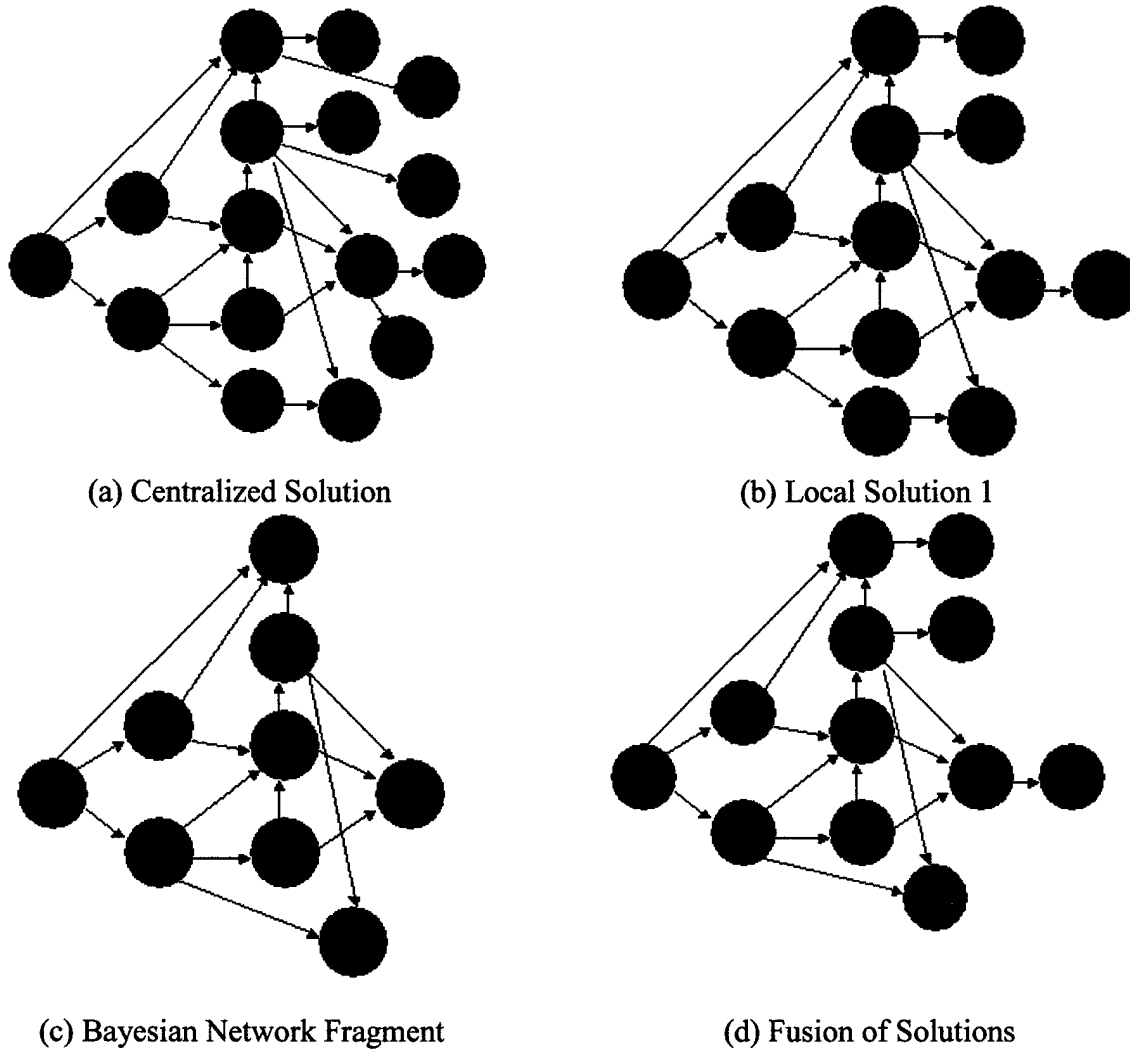 (a) Centralized Solution
(b) Local Solution 1
(c) Bayesian Network Fragment
(d) Fusion of Solutions